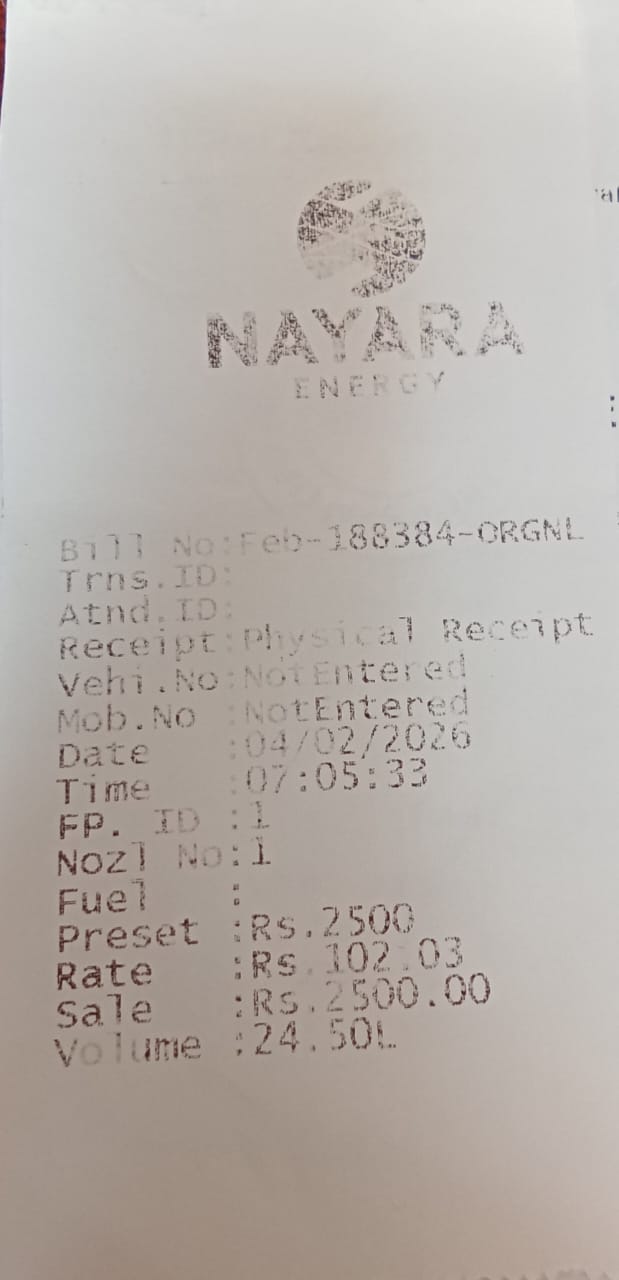 NAYARA
ENERGY
Bill No:Feb-188384-ORGNL
Trns.ID:
Atnd.ID:
Receipt:Physical Receipt
Vehi.No:NotEntered
Mob.No :NotEntered
Date :04/02/2026
Time :07:05:33
FP. ID :1
Nozl No:1
Fuel :
Preset :Rs.2500
Rate :Rs.102.03
Sale :Rs.2500.00
Volume :24.50L